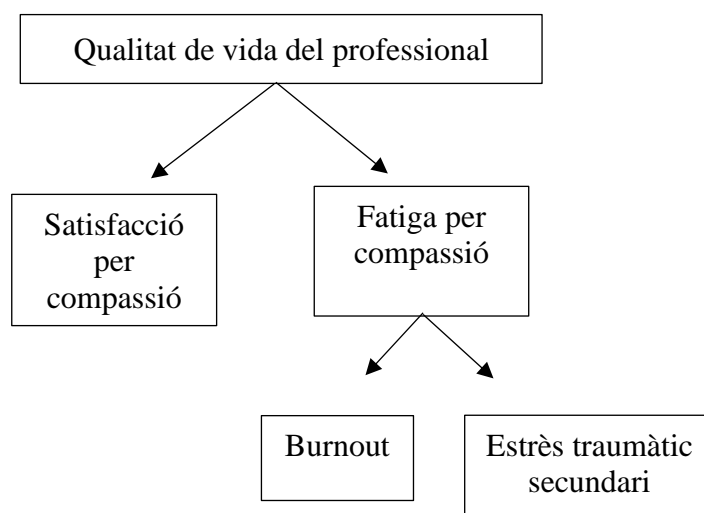 Qualitat de vida del professional
Satisfacció
per
compassió
Fatiga per
compassió
Burnout
Estrès traumàtic
secundari